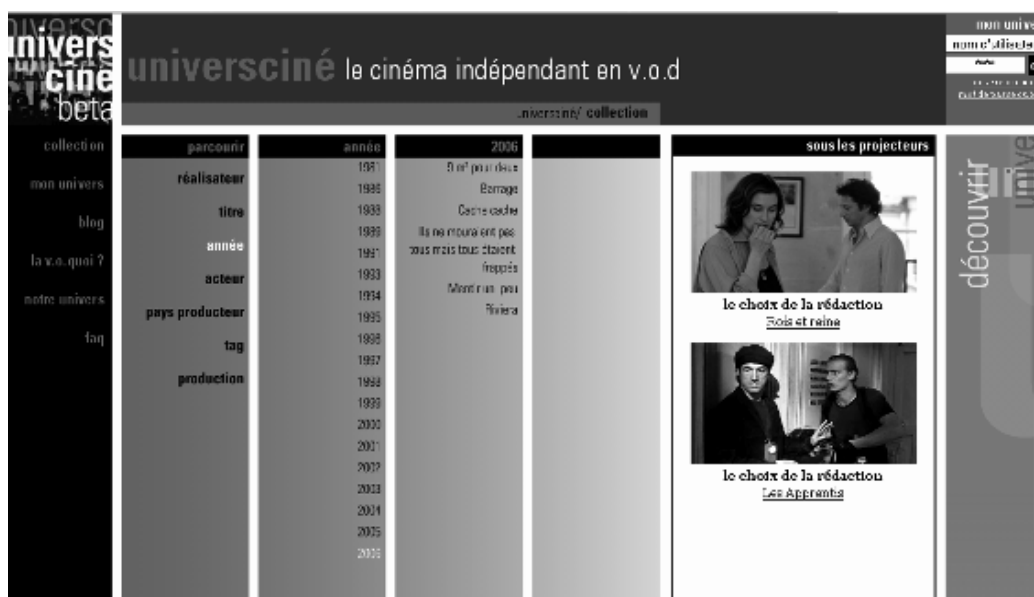 univers
ciné
beta
universciné le cinéma indépendant en v.o.d
universciné/ collection
mon unive
nom d'utilisate
collection
mon univers
blog
la v.o.quoi ?
notre univers
faq
parcourir
réalisateur
titre
année
acteur
pays producteur
tag
production
année
1981
1986
1988
1989
1991
1993
1994
1995
1996
1997
1998
1999
2000
2001
2002
2003
2004
2005
2006
2006
9 m² pour deux
Barrage
Cache cache
Ils ne mouraient pas
tous mais tous étaient
frappés
Mentir un peu
Riviera
sous les projecteurs
le choix de la rédaction
Rois et reine
le choix de la rédaction
Les Apprentis
découvrir